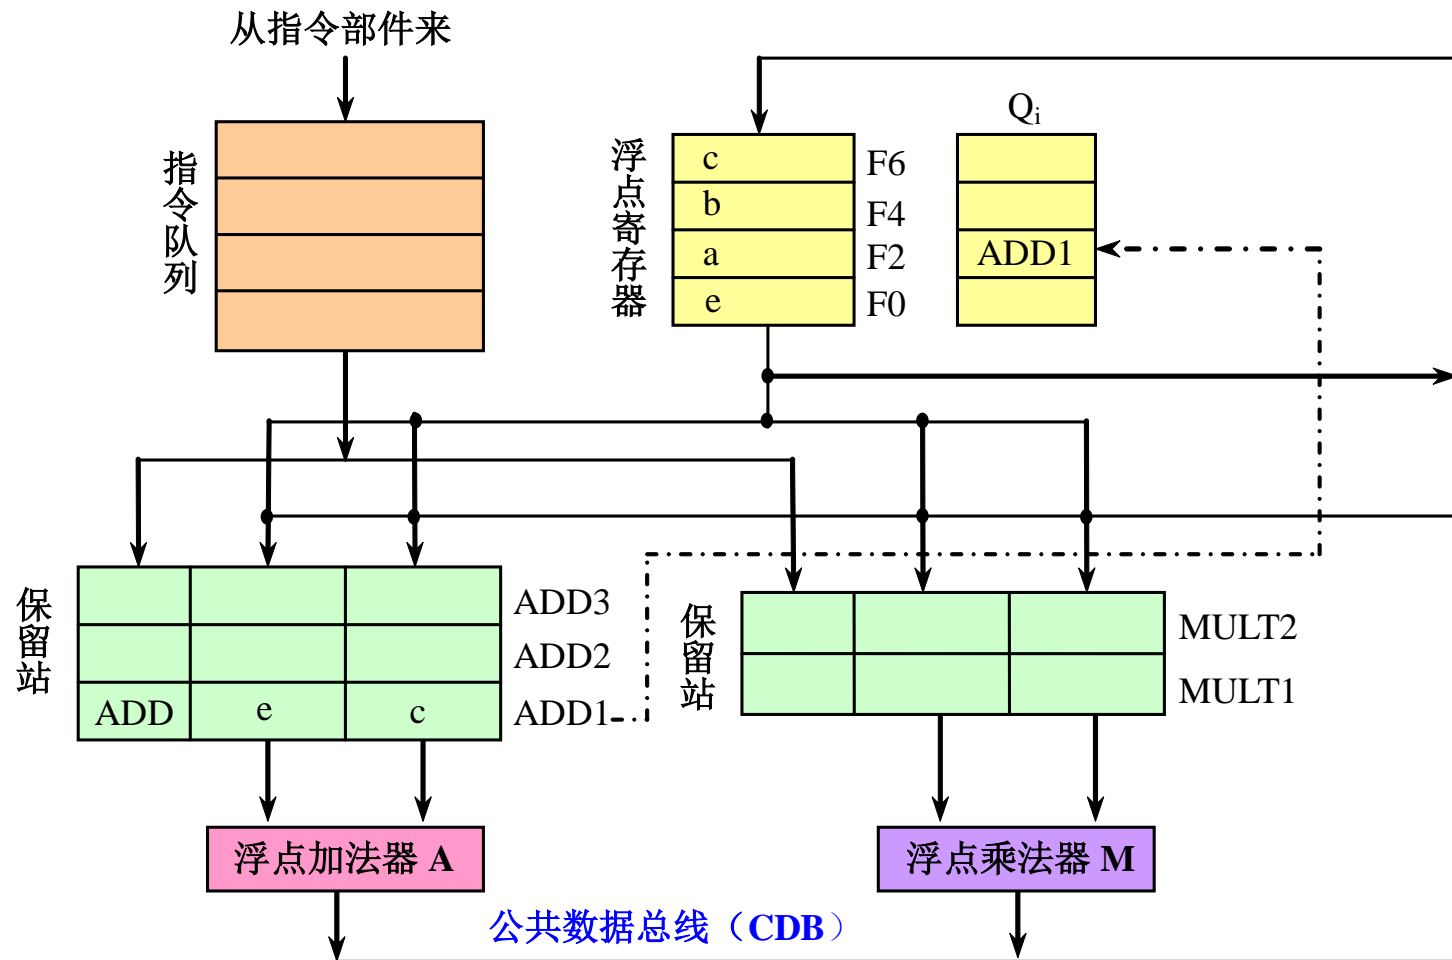 从指令部件来
指令队列
浮点寄存器
c
F6
b
F4
a
F2
e
F0
Qi
ADD1
保留站
ADD3
ADD2
ADD
e
c
ADD1
保留站
MULT2
MULT1
浮点加法器 A
浮点乘法器 M
公共数据总线（CDB）